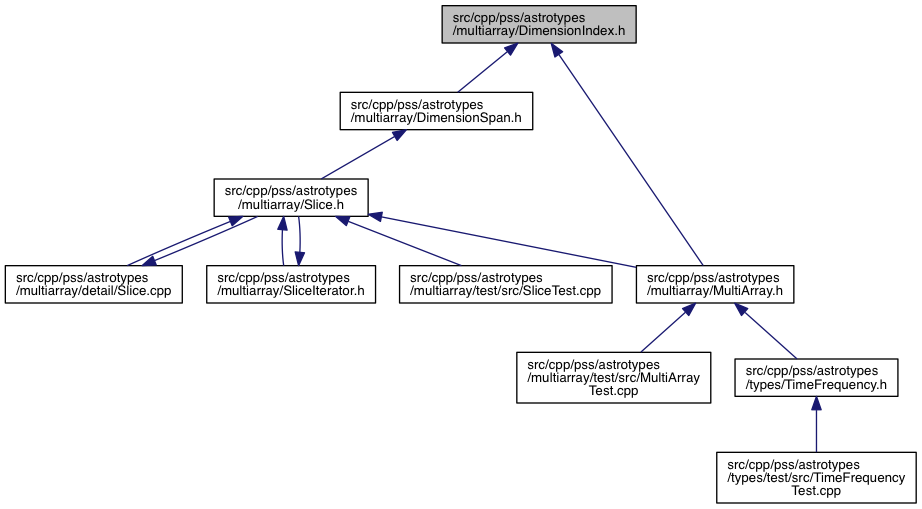 src/cpp/pss/astrotypes
/multiarray/DimensionIndex.h
src/cpp/pss/astrotypes
/multiarray/DimensionSpan.h
src/cpp/pss/astrotypes
/multiarray/Slice.h
src/cpp/pss/astrotypes
/multiarray/detail/Slice.cpp
src/cpp/pss/astrotypes
/multiarray/SliceIterator.h
src/cpp/pss/astrotypes
/multiarray/test/src/SliceTest.cpp
src/cpp/pss/astrotypes
/multiarray/MultiArray.h
src/cpp/pss/astrotypes
/multiarray/test/src/MultiArray
Test.cpp
src/cpp/pss/astrotypes
/types/TimeFrequency.h
src/cpp/pss/astrotypes
/types/test/src/TimeFrequency
Test.cpp